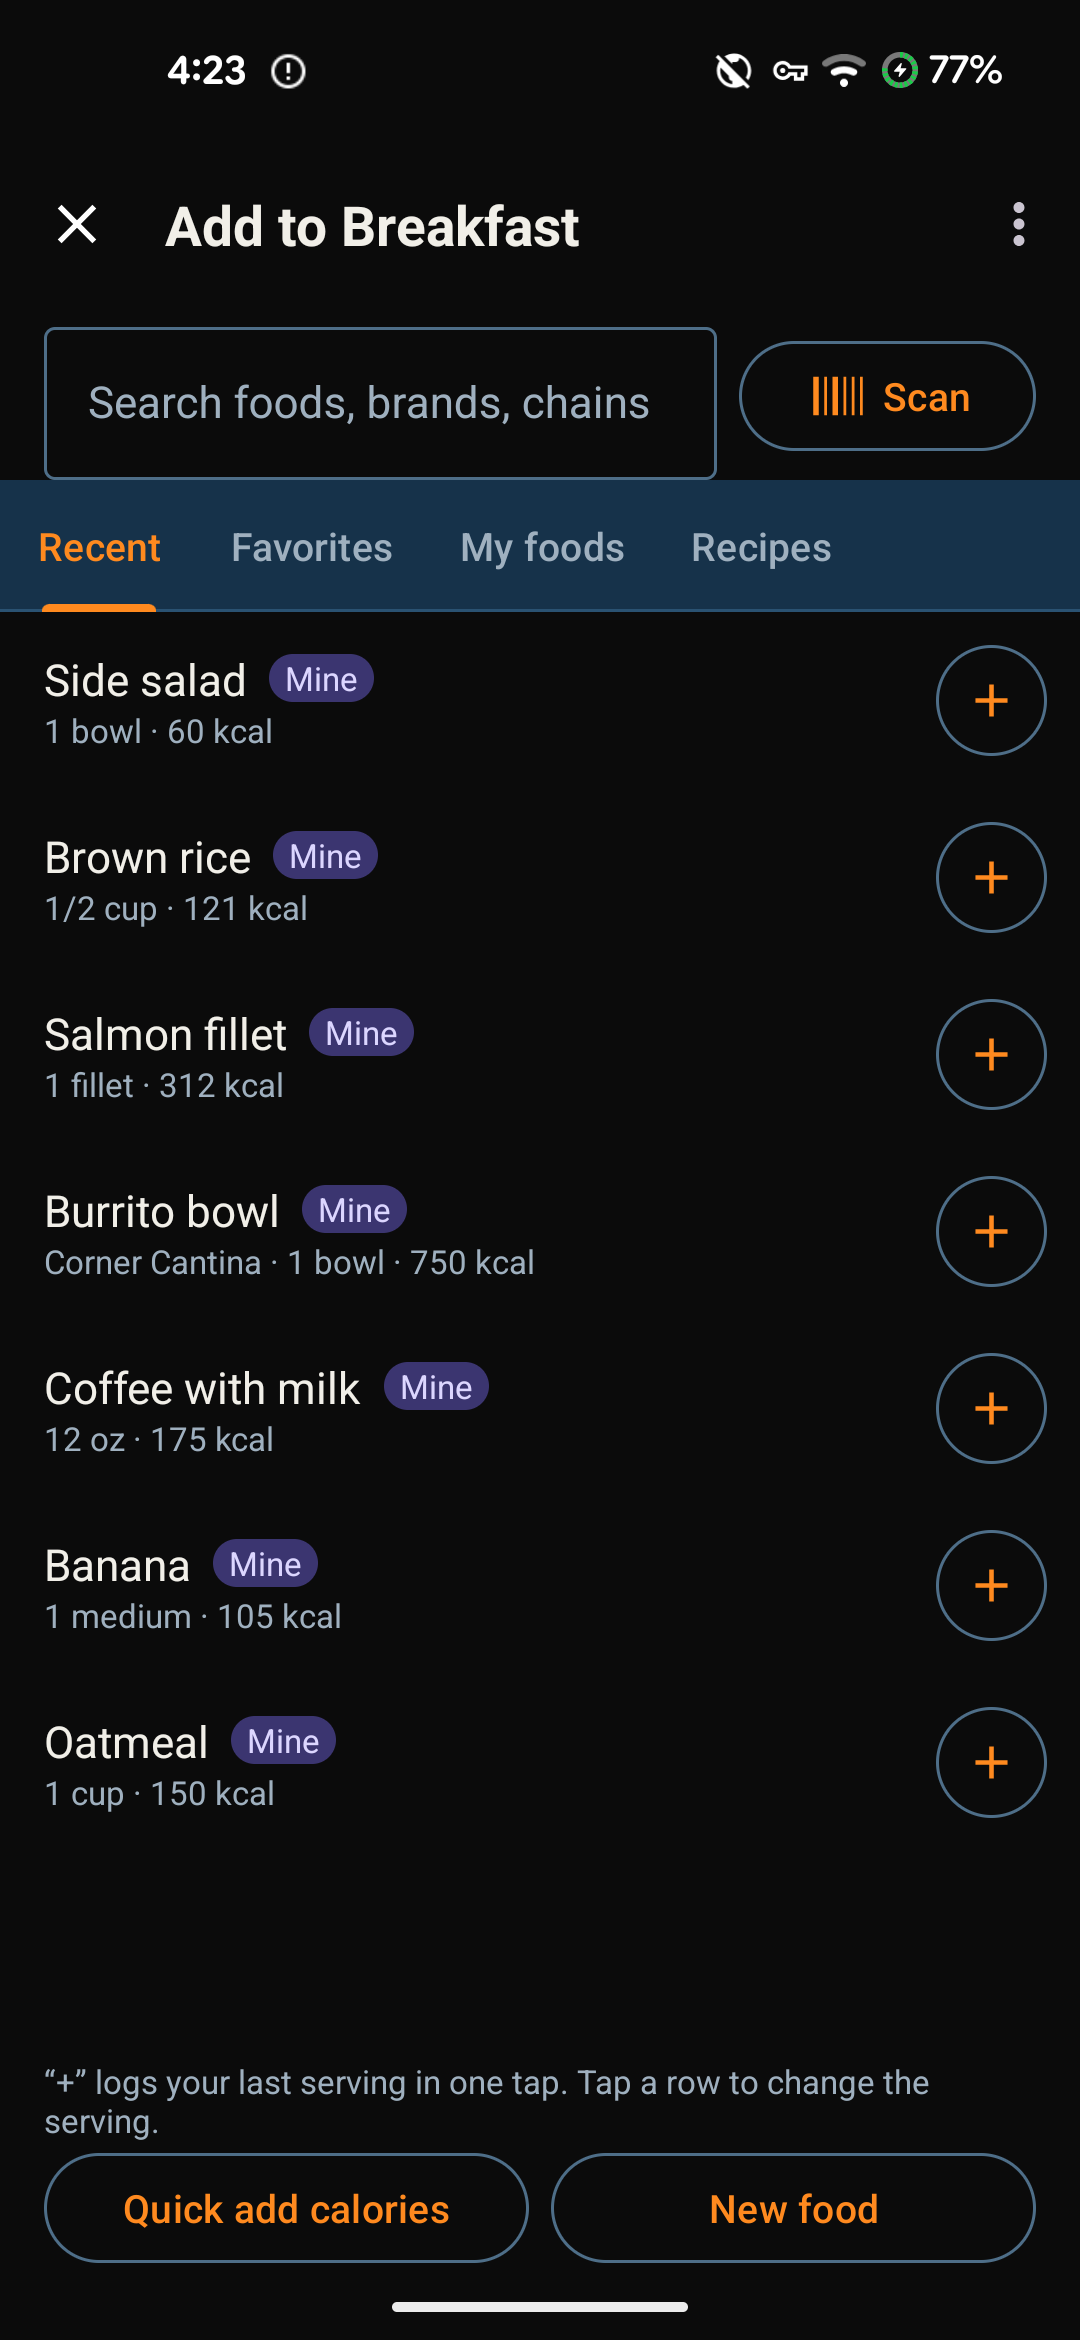 4:23
77%
Add to Breakfast
Search foods, brands, chains
Scan
Recent
Favorites
My foods
Recipes
Side salad Mine
1 bowl · 60 kcal
Brown rice Mine
1/2 cup · 121 kcal
Salmon fillet Mine
1 fillet · 312 kcal
Burrito bowl Mine
Corner Cantina · 1 bowl · 750 kcal
Coffee with milk Mine
12 oz · 175 kcal
Banana Mine
1 medium · 105 kcal
Oatmeal Mine
1 cup · 150 kcal
“+” logs your last serving in one tap. Tap a row to change the
serving.
Quick add calories
New food